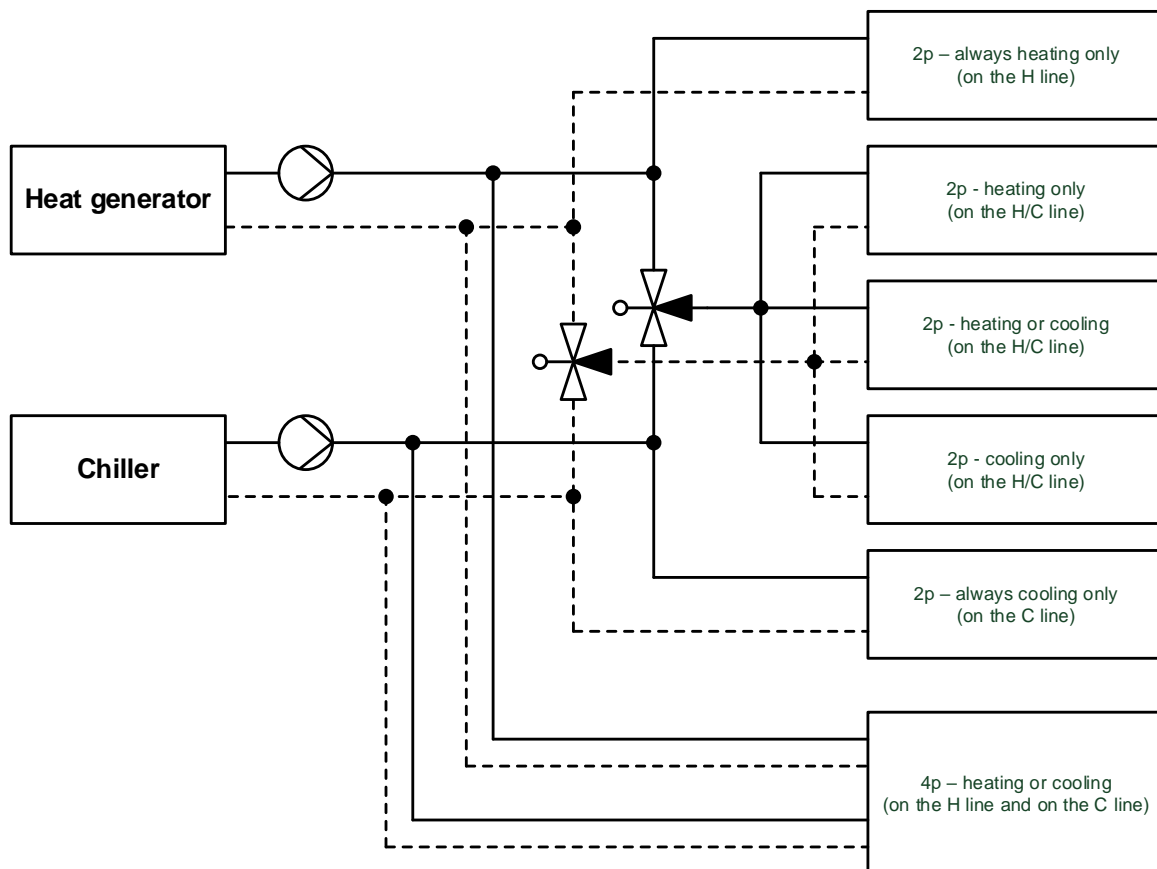 2p – always heating only
(on the H line)
Heat generator
2p - heating only
(on the H/C line)
2p - heating or cooling
(on the H/C line)
Chiller
2p - cooling only
(on the H/C line)
2p – always cooling only
(on the C line)
4p – heating or cooling
(on the H line and on the C line)